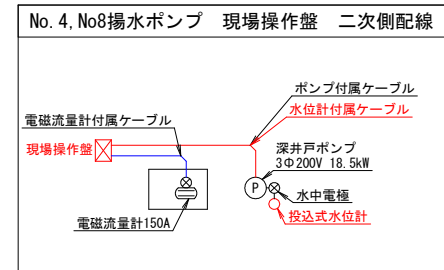 No. 4, No8揚水ポンプ 現場操作盤 二次側配線
ポンプ付属ケーブル
水位計付属ケーブル
電磁流量計付属ケーブル
現場操作盤
深井戸ポンプ
3Φ200V 18.5kW
P
水中電極
投込式水位計
電磁流量計150A